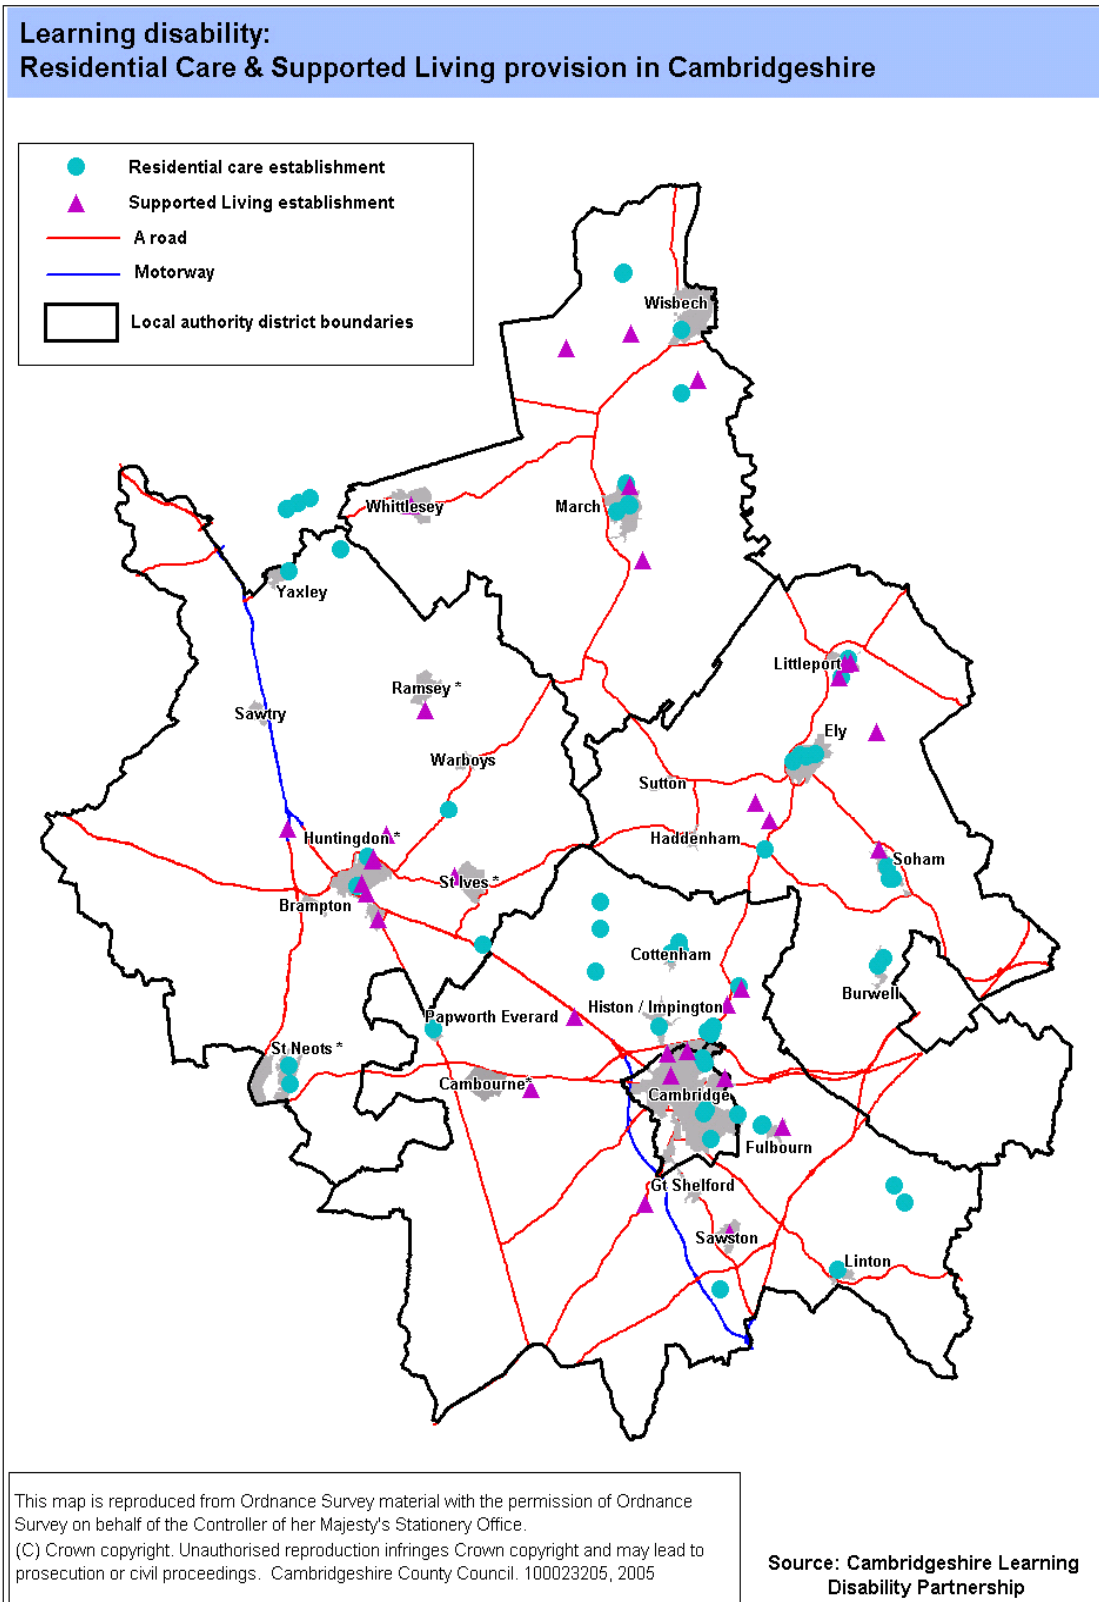 Learning disability:
Residential Care & Supported Living provision in Cambridgeshire
Residential care establishment
Supported Living establishment
A road
Motorway
Local authority district boundaries
Wisbech
Whittlesey
March
Yaxley
Littleport
Ramsey *
Sawtry
Ely
Warboys
Sutton
Huntingdon *
Haddenham
Soham
St Ives *
Brampton
Cottenham
Burwell
Histon / Impington
Papworth Everard
St Neots *
Cambourne*
Cambridge
Fulbourn
Gt Shelford
Sawston
Linton
This map is reproduced from Ordnance Survey material with the permission of Ordnance
Survey on behalf of the Controller of her Majesty's Stationery Office.
(C) Crown copyright. Unauthorised reproduction infringes Crown copyright and may lead to
prosecution or civil proceedings. Cambridgeshire County Council. 100023205, 2005
Source: Cambridgeshire Learning
Disability Partnership